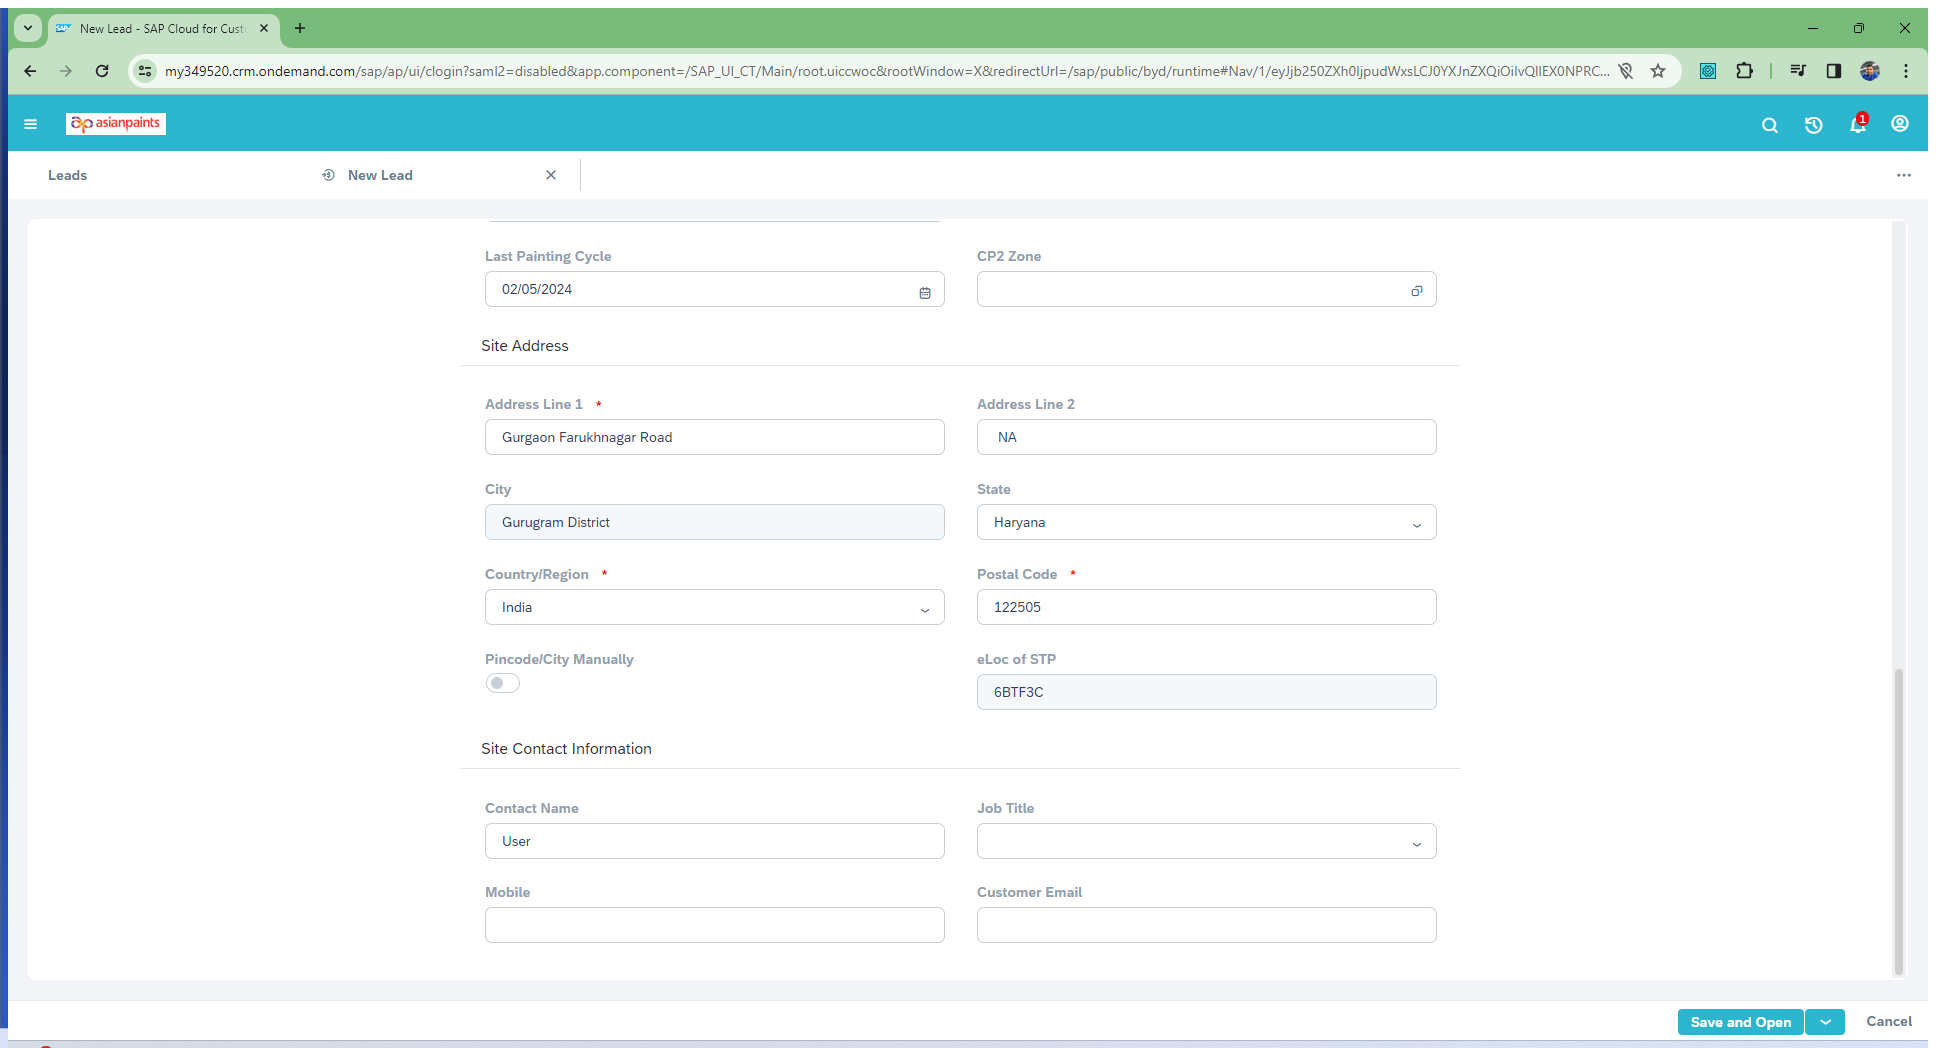 New Lead - SAP Cloud for Cust
my349520.crm.ondemand.com/sap/ap/ui/clogin?saml2=disabled&app.component=/SAP_UI_CT/Main/root.uiccwoc&rootWindow=X&redirectUrl=/sap/public/byd/runtime#Nav/1/eyJjb250ZXh0IjpudWxsLCJ0YXJnZXQiOiIvQllEX0NPRC...
asianpaints
1
Leads
New Lead
Last Painting Cycle
CP2 Zone
02/05/2024
Site Address
Address Line 1 *
Address Line 2
Gurgaon Farukhnagar Road
NA
City
State
Gurugram District
Haryana
Country/Region *
Postal Code *
India
122505
Pincode/City Manually
eLoc of STP
6BTF3C
Site Contact Information
Contact Name
Job Title
User
Mobile
Customer Email
Save and Open
Cancel